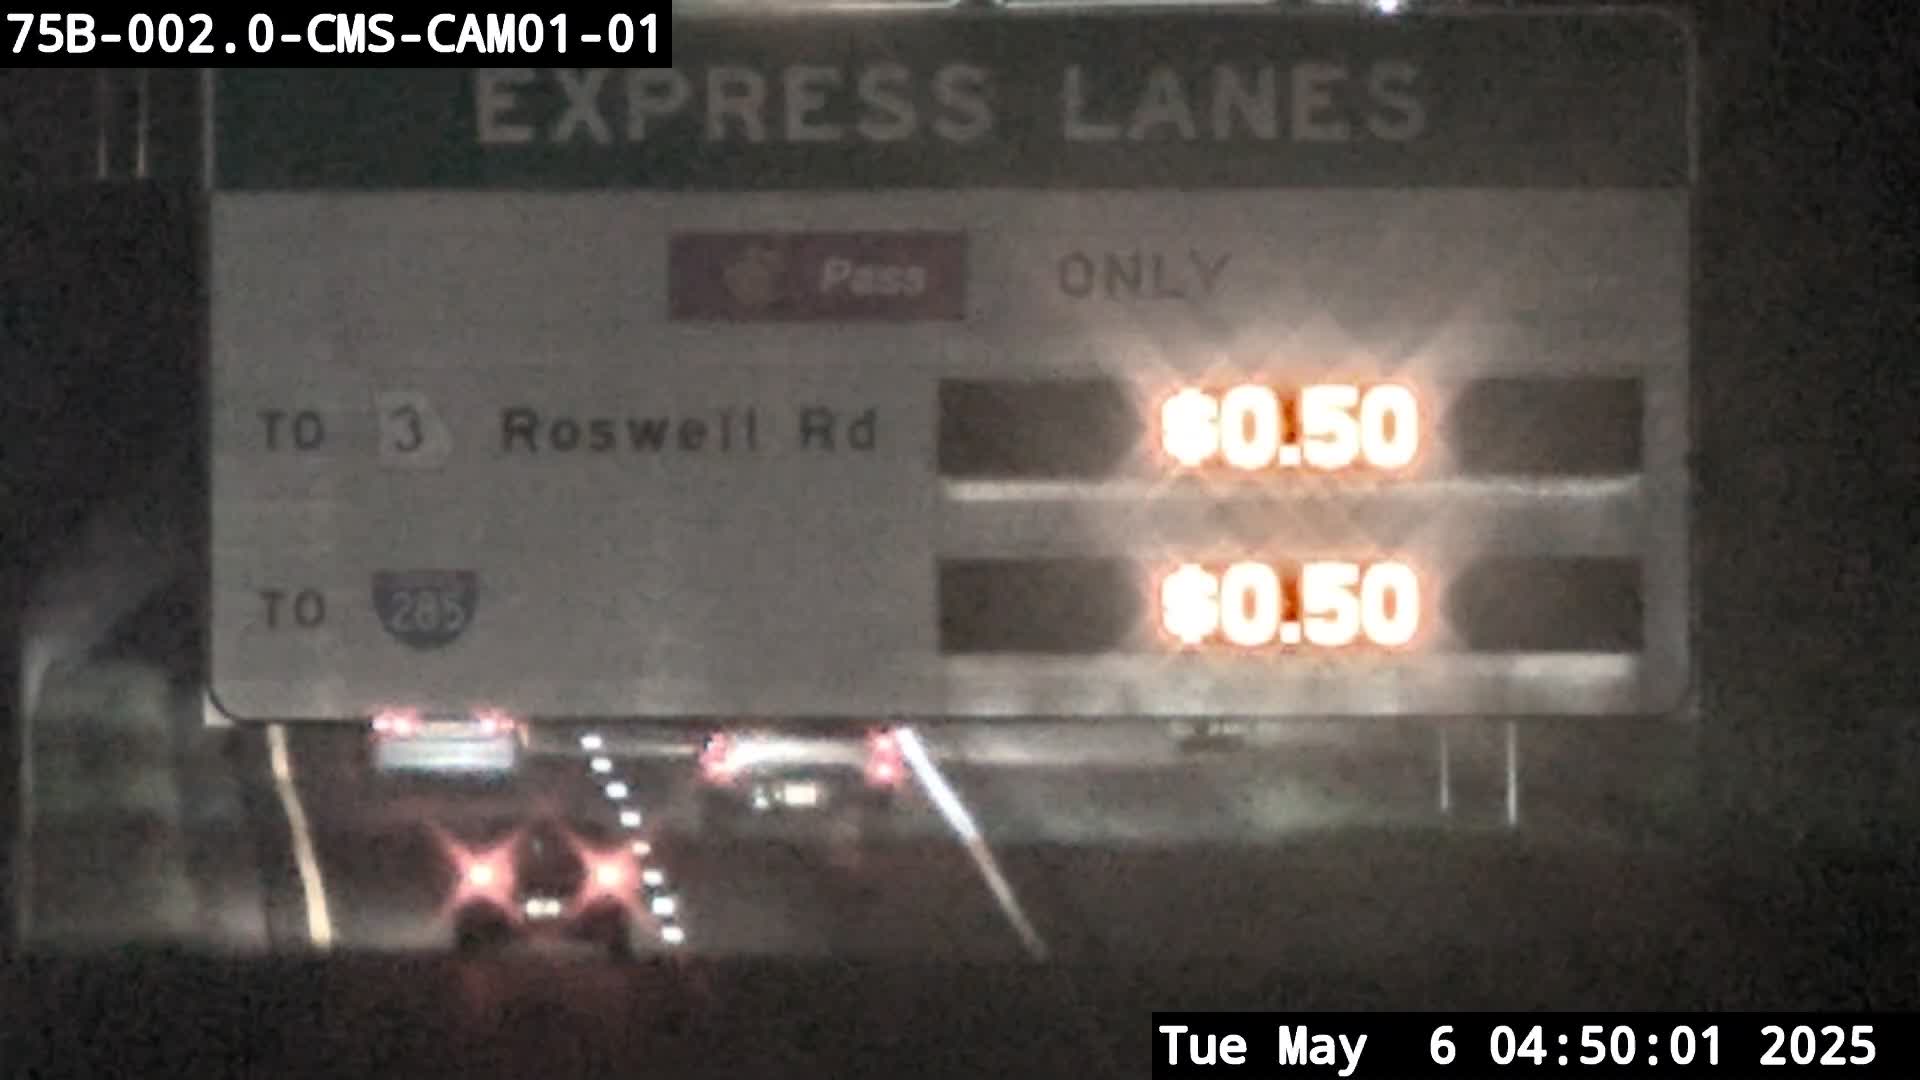 75B-002.0-CMS-CAM01-01
EXPRESS LANES
Pass ONLY
TO 3 Roswell Rd $0.50
TO 285 $0.50
Tue May 6 04:50:01 2025